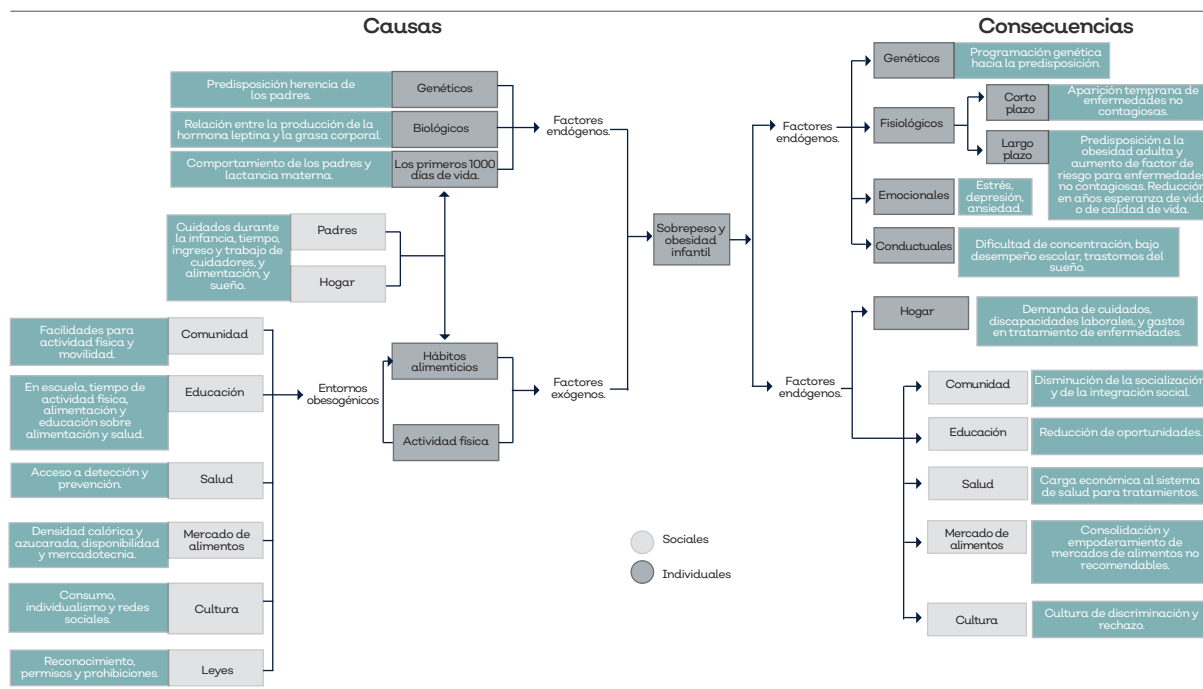 Causas
Predisposición herencia de
los padres.
Genéticos
Relación entre la producción de la
hormona leptina y la grasa corporal.
Biológicos
Comportamiento de los padres y
lactancia materna.
Los primeros 1000
días de vida.
Factores
endógenos.
Cuidados durante
la infancia, tiempo,
ingreso y trabajo de
cuidadores, y
alimentación, y
sueño.
Padres
Hogar
Facilidades para
actividad física y
movilidad.
Comunidad
En escuela, tiempo de
actividad física,
alimentación y
educación sobre
alimentación y salud.
Educación
Acceso a detección y
prevención.
Salud
Densidad calórica y
azucarada, disponibilidad
y mercadotecnia.
Mercado de
alimentos
Consumo,
individualismo y redes
sociales.
Cultura
Reconocimiento,
permisos y prohibiciones.
Leyes
Entornos
obesogénicos
Hábitos
alimenticios
Actividad física
Factores
exógenos.
Sobrepeso y
obesidad
infantil
Sociales
Individuales
Consecuencias
Factores
endógenos.
Genéticos
Programación genética
hacia la predisposición.
Fisiológicos
Corto
plazo
Aparición temprana de
enfermedades no
contagiosas.
Largo
plazo
Predisposición a la
obesidad adulta y
aumento de factor de
riesgo para enfermedades
no contagiosas. Reducción
en años esperanza de vida
o de calidad de vida.
Emocionales
Estrés,
depresión,
ansiedad.
Conductuales
Dificultad de concentración, bajo
desempeño escolar, trastornos del
sueño.
Factores
endógenos.
Hogar
Demanda de cuidados,
discapacidades laborales, y gastos
en tratamiento de enfermedades.
Comunidad
Disminución de la socialización
y de la integración social.
Educación
Reducción de oportunidades.
Salud
Carga económica al sistema
de salud para tratamientos.
Mercado de
alimentos
Consolidación y
empoderamiento de
mercados de alimentos no
recomendables.
Cultura
Cultura de discriminación y
rechazo.